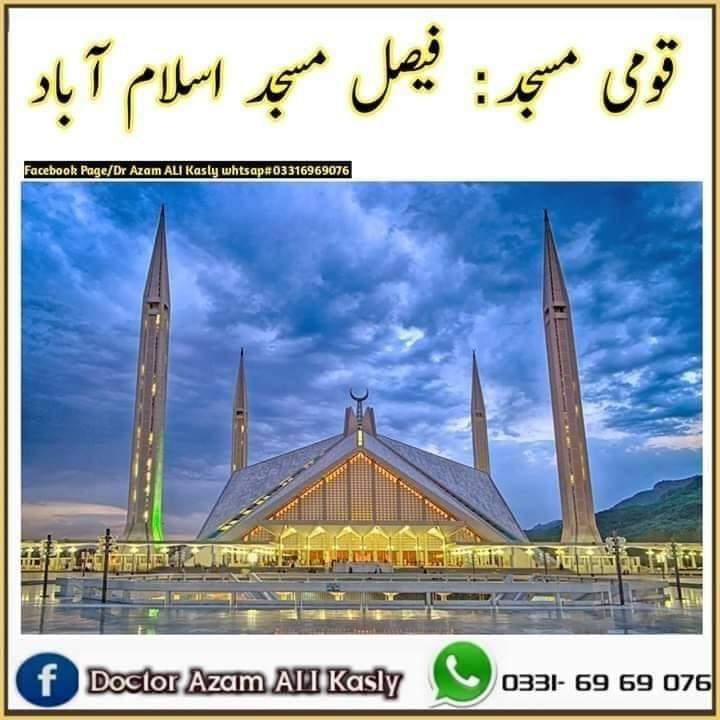 قومی مسجد: فیصل مسجد اسلام آباد
Facebook Page/Dr Azam ALI Kasly whtsap#03316969076
f Doctor Azam ALI Kasly 0331- 69 69 076